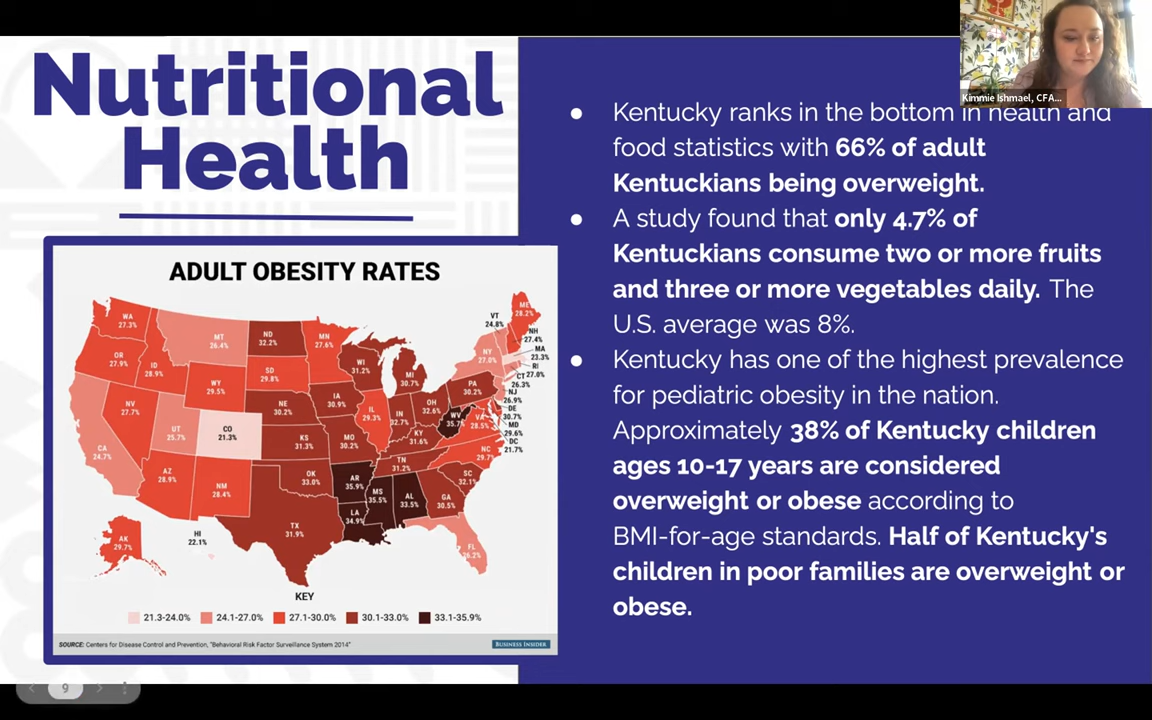 Nutritional
Health
Kimmie Ishmael, CFA...
• Kentucky ranks in the bottom in health and
food statistics with 66% of adult
Kentuckians being overweight.
• A study found that only 4.7% of
Kentuckians consume two or more fruits
and three or more vegetables daily. The
U.S. average was 8%.
• Kentucky has one of the highest prevalence
for pediatric obesity in the nation.
Approximately 38% of Kentucky children
ages 10-17 years are considered
overweight or obese according to
BMI-for-age standards. Half of Kentucky's
children in poor families are overweight or
obese.
ADULT OBESITY RATES
WA
27.3%
OR
27.9%
ID
28.9%
MT
26.4%
ND
32.2%
MN
27.6%
SD
29.8%
WY
29.5%
NV
27.7%
UT
25.7%
CO
21.3%
CA
24.7%
AZ
28.9%
NM
28.4%
NE
30.2%
KS
31.3%
OK
33.0%
TX
31.9%
IA
30.9%
MO
30.2%
AR
35.9%
LA
34.9%
WI
31.2%
IL
29.3%
MI
30.7%
IN
32.7%
OH
32.6%
KY
31.6%
TN
31.2%
MS
35.5%
AL
33.5%
GA
30.5%
FL
26.2%
SC
32.1%
NC
29.7%
VA
28.5%
WV
35.7%
PA
30.2%
NY
27.0%
VT
24.8%
ME
28.2%
NH
27.4%
MA
23.3%
RI
27.0%
CT
26.3%
NJ
26.9%
DE
30.7%
MD
29.6%
DC
21.7%
AK
29.7%
HI
22.1%
KEY
21.3-24.0%
24.1-27.0%
27.1-30.0%
30.1-33.0%
33.1-35.9%
SOURCE: Centers for Disease Control and Prevention, "Behavioral Risk Factor Surveillance System 2014"
BUSINESS INSIDER
9